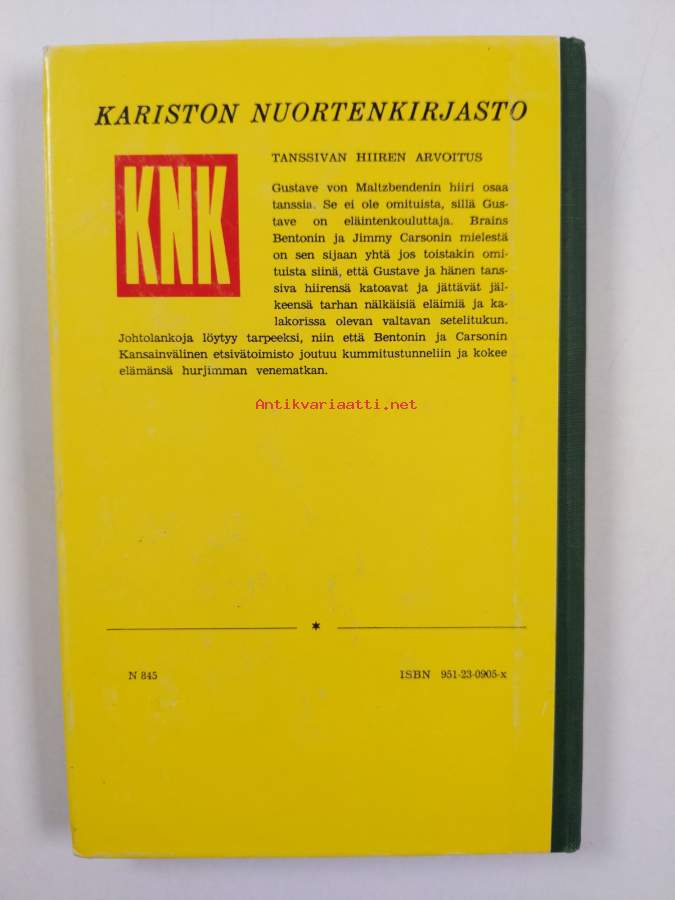 KARISTON NUORTENKIRJASTO
KNK
TANSSIVAN HIIREN ARVOITUS
Gustave von Maltzbendenin hiiri osaa
tanssia. Se ei ole omituista, sillä Gus-
tave on eläintenkouluttaja. Brains
Bentonin ja Jimmy Carsonin mielestä
on sen sijaan yhtä jos toistakin omi-
tuista siinä, että Gustave ja hänen tans-
siva hiirensä katoavat ja jättävät jäl-
keensä tarhan nälkäisiä eläimiä ja ka-
lakorissa olevan valtavan setelitukun.
Johtolankoja löytyy tarpeeksi, niin että Bentonin ja Carsonin
Kansainvälinen etsivätoimisto joutuu kummitustunneliin ja kokee
elämänsä hurjimman venematkan.
Antikvariaatti.net
N 845
ISBN 951-23-0905-x